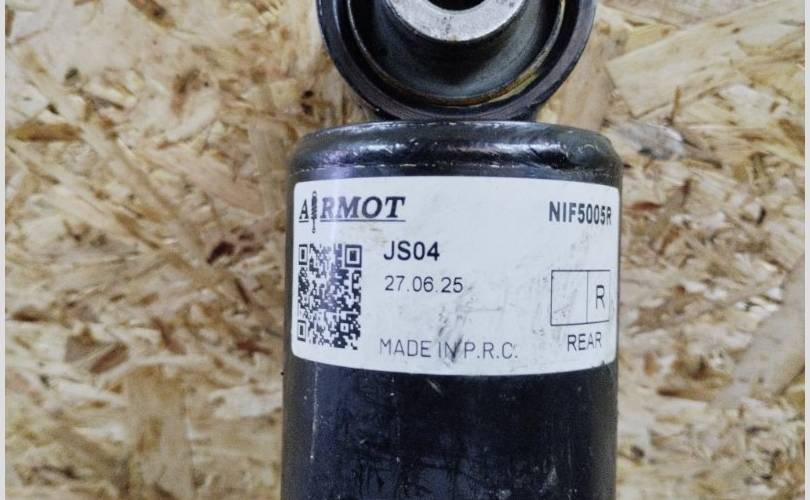 AIRMOT
NIF5005R
JS04
27.06.25
R
MADE IN P.R.C.
REAR